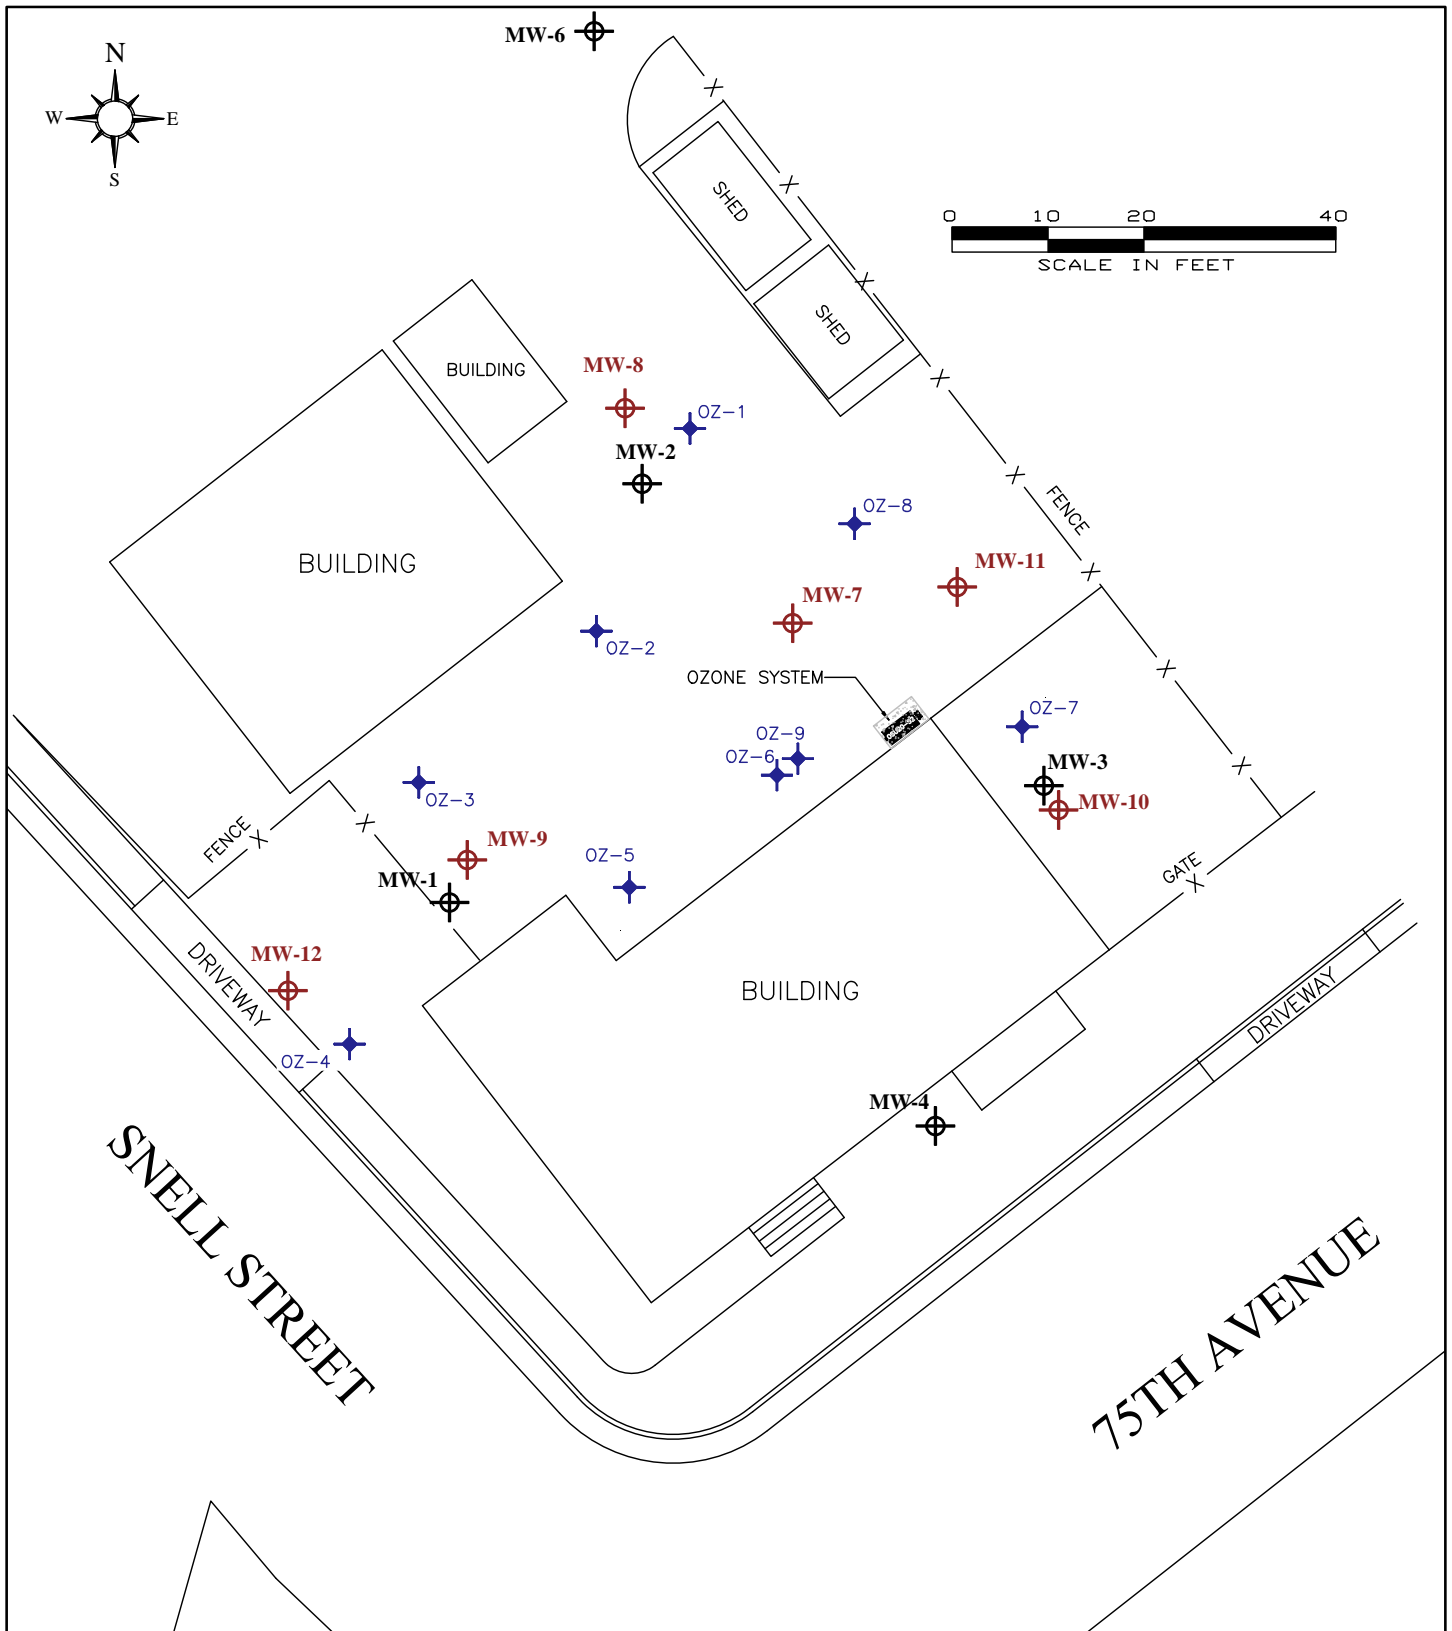 MW-6
N
W E
S
SHED
0 10 20 40
SCALE IN FEET
SHED
BUILDING
MW-8
OZ-1
MW-2
OZ-8
FENCE
BUILDING
MW-11
MW-7
OZ-2
OZONE SYSTEM
OZ-7
OZ-9
OZ-6
MW-3
OZ-3
MW-10
FENCE
MW-9
OZ-5
GATE
MW-1
MW-12
DRIVEWAY
BUILDING
DRIVEWAY
OZ-4
MW-4
SNELL STREET
75TH AVENUE